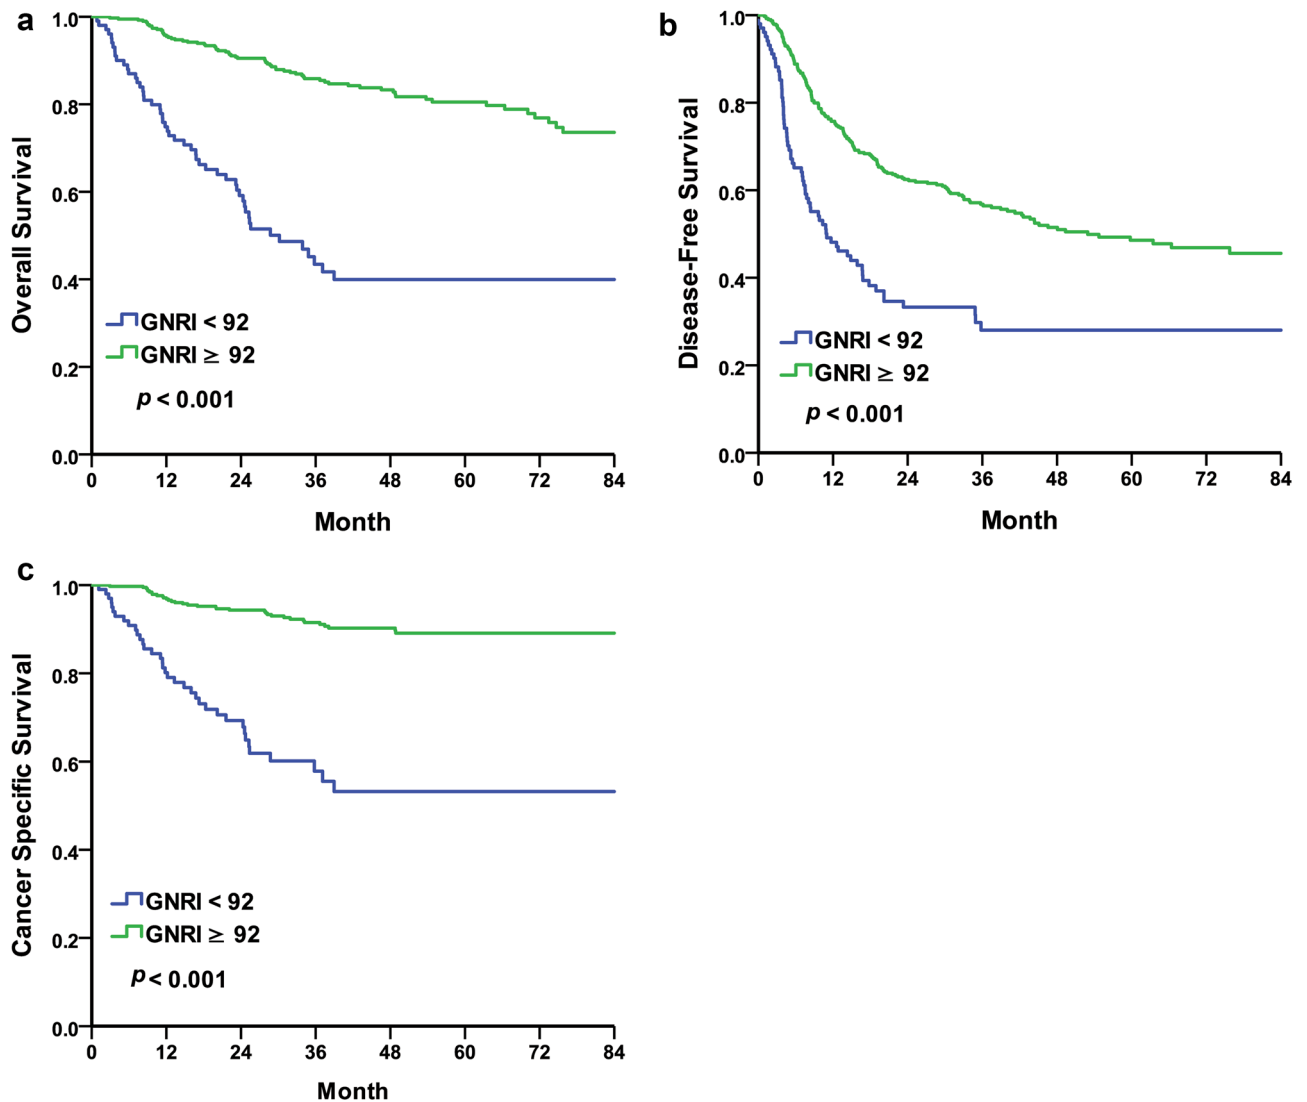 a
Overall Survival
1.0
0.8
0.6
0.4
0.2
0.0
GNRI < 92
GNRI ≥ 92
p < 0.001
0 12 24 36 48 60 72 84
Month
b
Disease-Free Survival
1.0
0.8
0.6
0.4
0.2
0.0
GNRI < 92
GNRI ≥ 92
p < 0.001
0 12 24 36 48 60 72 84
Month
c
Cancer Specific Survival
1.0
0.8
0.6
0.4
0.2
0.0
GNRI < 92
GNRI ≥ 92
p < 0.001
0 12 24 36 48 60 72 84
Month